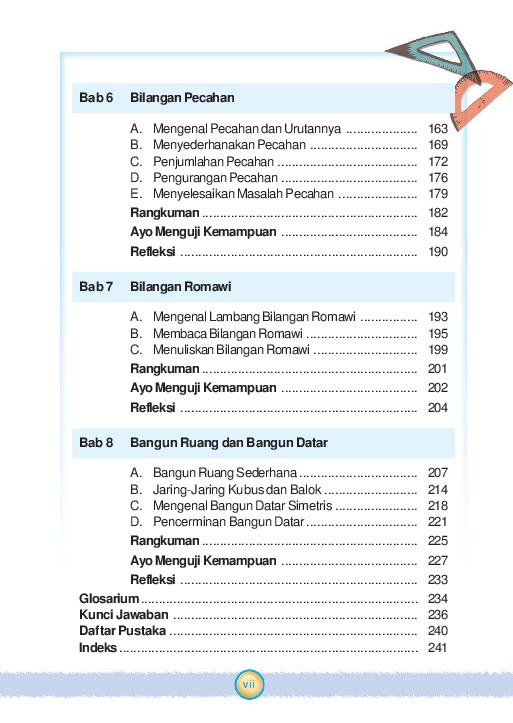 Bab 6 Bilangan Pecahan
A. Mengenal Pecahan dan Urutannya .................... 163
B. Menyederhanakan Pecahan .............................. 169
C. Penjumlahan Pecahan ....................................... 172
D. Pengurangan Pecahan ...................................... 176
E. Menyelesaikan Masalah Pecahan ...................... 179
Rangkuman ............................................................ 182
Ayo Menguji Kemampuan ...................................... 184
Refleksi .................................................................. 190
Bab 7 Bilangan Romawi
A. Mengenal Lambang Bilangan Romawi ................ 193
B. Membaca Bilangan Romawi ............................... 195
C. Menuliskan Bilangan Romawi ............................. 199
Rangkuman ............................................................ 201
Ayo Menguji Kemampuan ...................................... 202
Refleksi .................................................................. 204
Bab 8 Bangun Ruang dan Bangun Datar
A. Bangun Ruang Sederhana ................................. 207
B. Jaring-Jaring Kubus dan Balok .......................... 214
C. Mengenal Bangun Datar Simetris ....................... 218
D. Pencerminan Bangun Datar ............................... 221
Rangkuman ............................................................ 225
Ayo Menguji Kemampuan ...................................... 227
Refleksi .................................................................. 233
Glosarium ............................................................................. 234
Kunci Jawaban .................................................................... 236
Daftar Pustaka ..................................................................... 240
Indeks ................................................................................... 241
vii